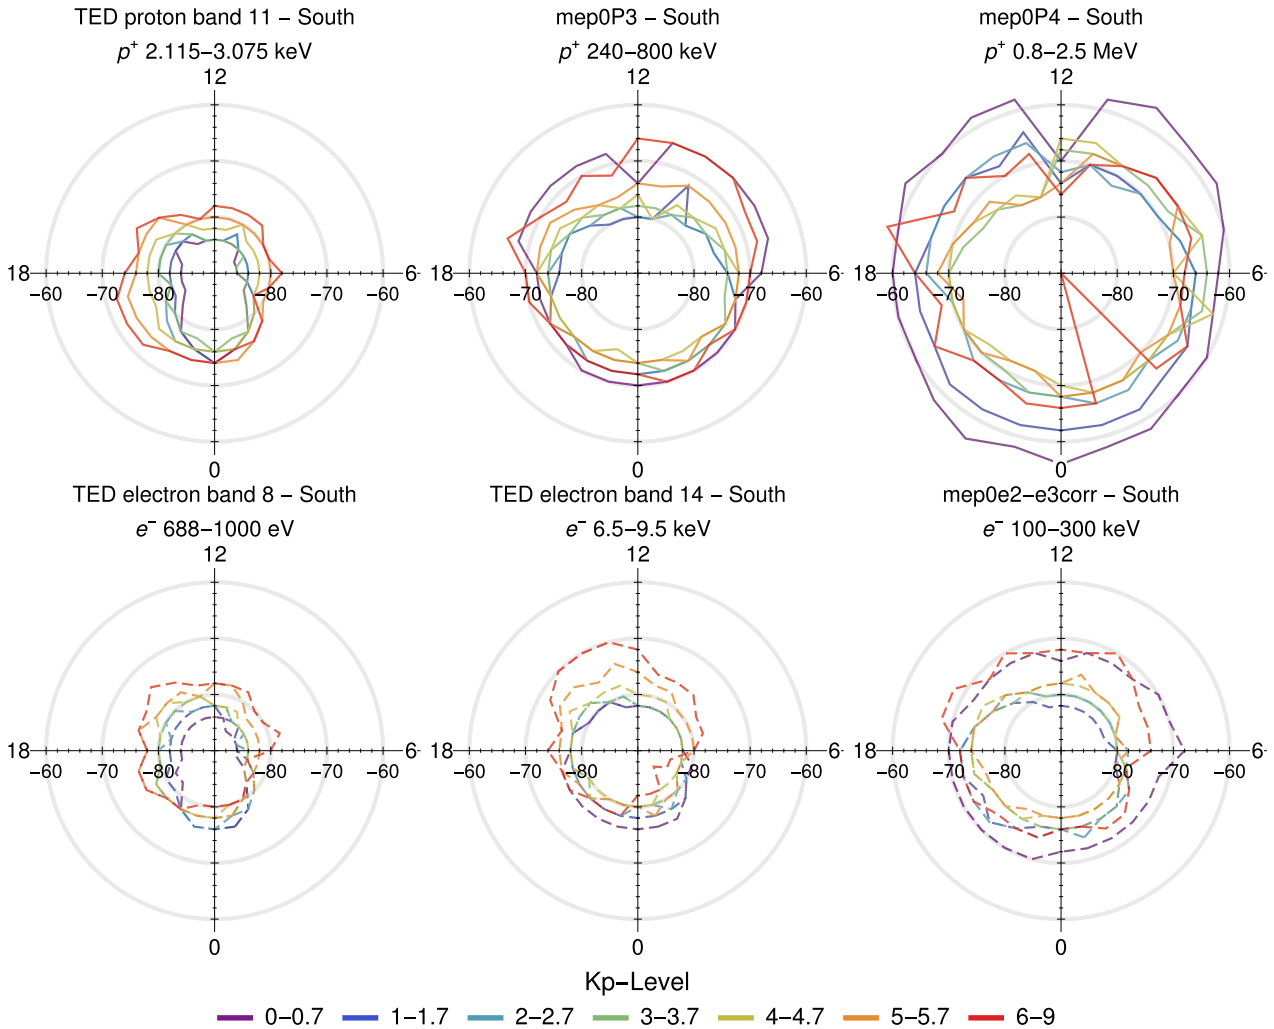 TED proton band 11 – South
p⁺ 2.115–3.075 keV
12
18
6
–60 –70 –80 –80 –70 –60
0
mep0P3 – South
p⁺ 240–800 keV
12
18
6
–60 –70 –80 –80 –70 –60
0
mep0P4 – South
p⁺ 0.8–2.5 MeV
12
18
6
–60 –70 –80 –80 –70 –60
0
TED electron band 8 – South
e⁻ 688–1000 eV
12
18
6
–60 –70 –80 –80 –70 –60
0
TED electron band 14 – South
e⁻ 6.5–9.5 keV
12
18
6
–60 –70 –80 –80 –70 –60
0
mep0e2–e3corr – South
e⁻ 100–300 keV
12
18
6
–60 –70 –80 –80 –70 –60
0
Kp–Level
0–0.7 1–1.7 2–2.7 3–3.7 4–4.7 5–5.7 6–9